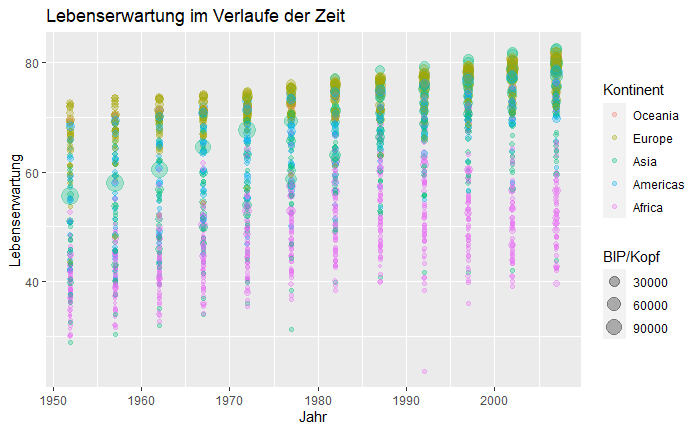 Lebenserwartung im Verlaufe der Zeit
Lebenserwartung
80
60
40
1950
1960
1970
1980
1990
2000
Jahr
Kontinent
Oceania
Europe
Asia
Americas
Africa
BIP/Kopf
30000
60000
90000